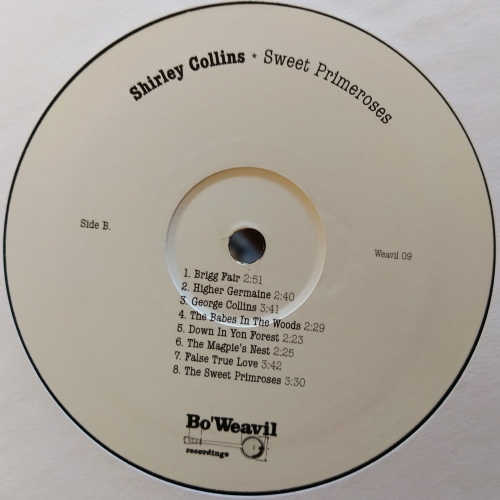 Shirley Collins * Sweet Primeroses
Side B.
Weavil 09
1. Brigg Fair 2:51
2. Higher Germaine 2:40
3. George Collins 3:41
4. The Babes In The Woods 2:29
5. Down In Yon Forest 2:23
6. The Magpie's Nest 2:25
7. False True Love 3:42
8. The Sweet Primroses 3:30
Bo'Weavil
recordings